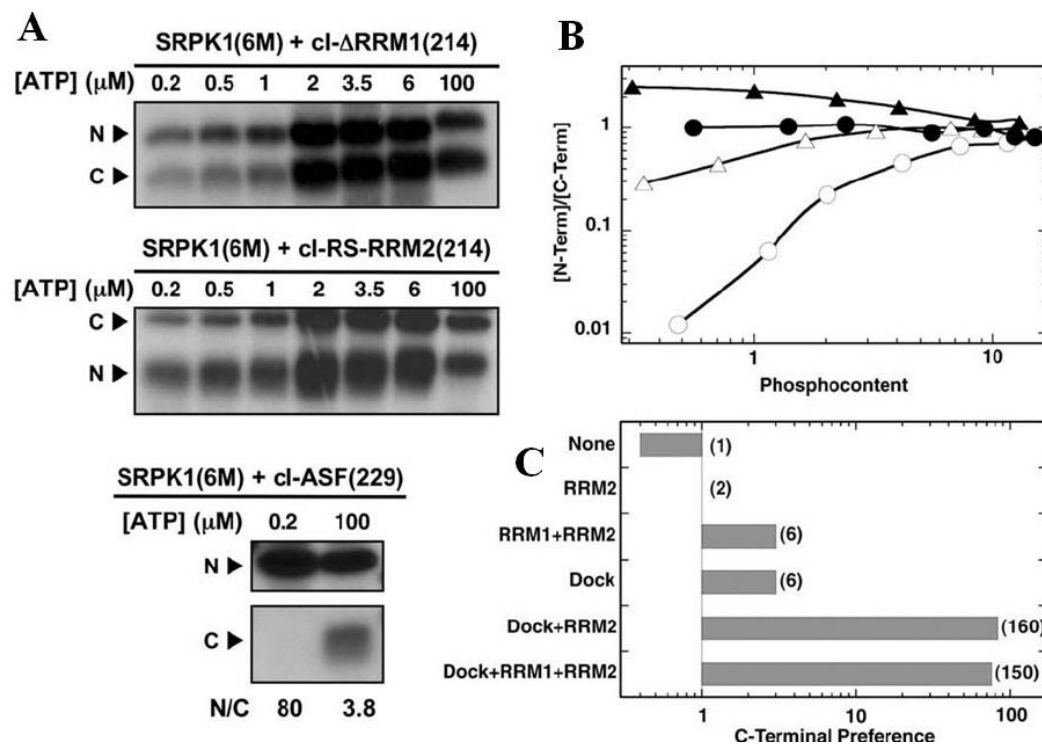 A
SRPK1(6M) + cl-ΔRRM1(214)
[ATP] (µM) 0.2 0.5 1 2 3.5 6 100
N
C
SRPK1(6M) + cl-RS-RRM2(214)
[ATP] (µM) 0.2 0.5 1 2 3.5 6 100
C
N
SRPK1(6M) + cl-ASF(229)
[ATP] (µM) 0.2 100
N
C
N/C 80 3.8
B
[N-Term]/[C-Term]
1
0.1
0.01
1 10
Phosphocontent
C
None (1)
RRM2 (2)
RRM1+RRM2 (6)
Dock (6)
Dock+RRM2 (160)
Dock+RRM1+RRM2 (150)
1 10 100
C-Terminal Preference